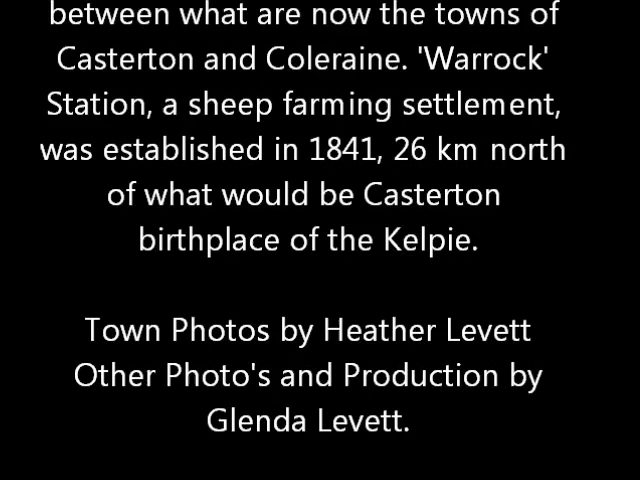 between what are now the towns of
Casterton and Coleraine. 'Warrock'
Station, a sheep farming settlement,
was established in 1841, 26 km north
of what would be Casterton
birthplace of the Kelpie.
Town Photos by Heather Levett
Other Photo's and Production by
Glenda Levett.